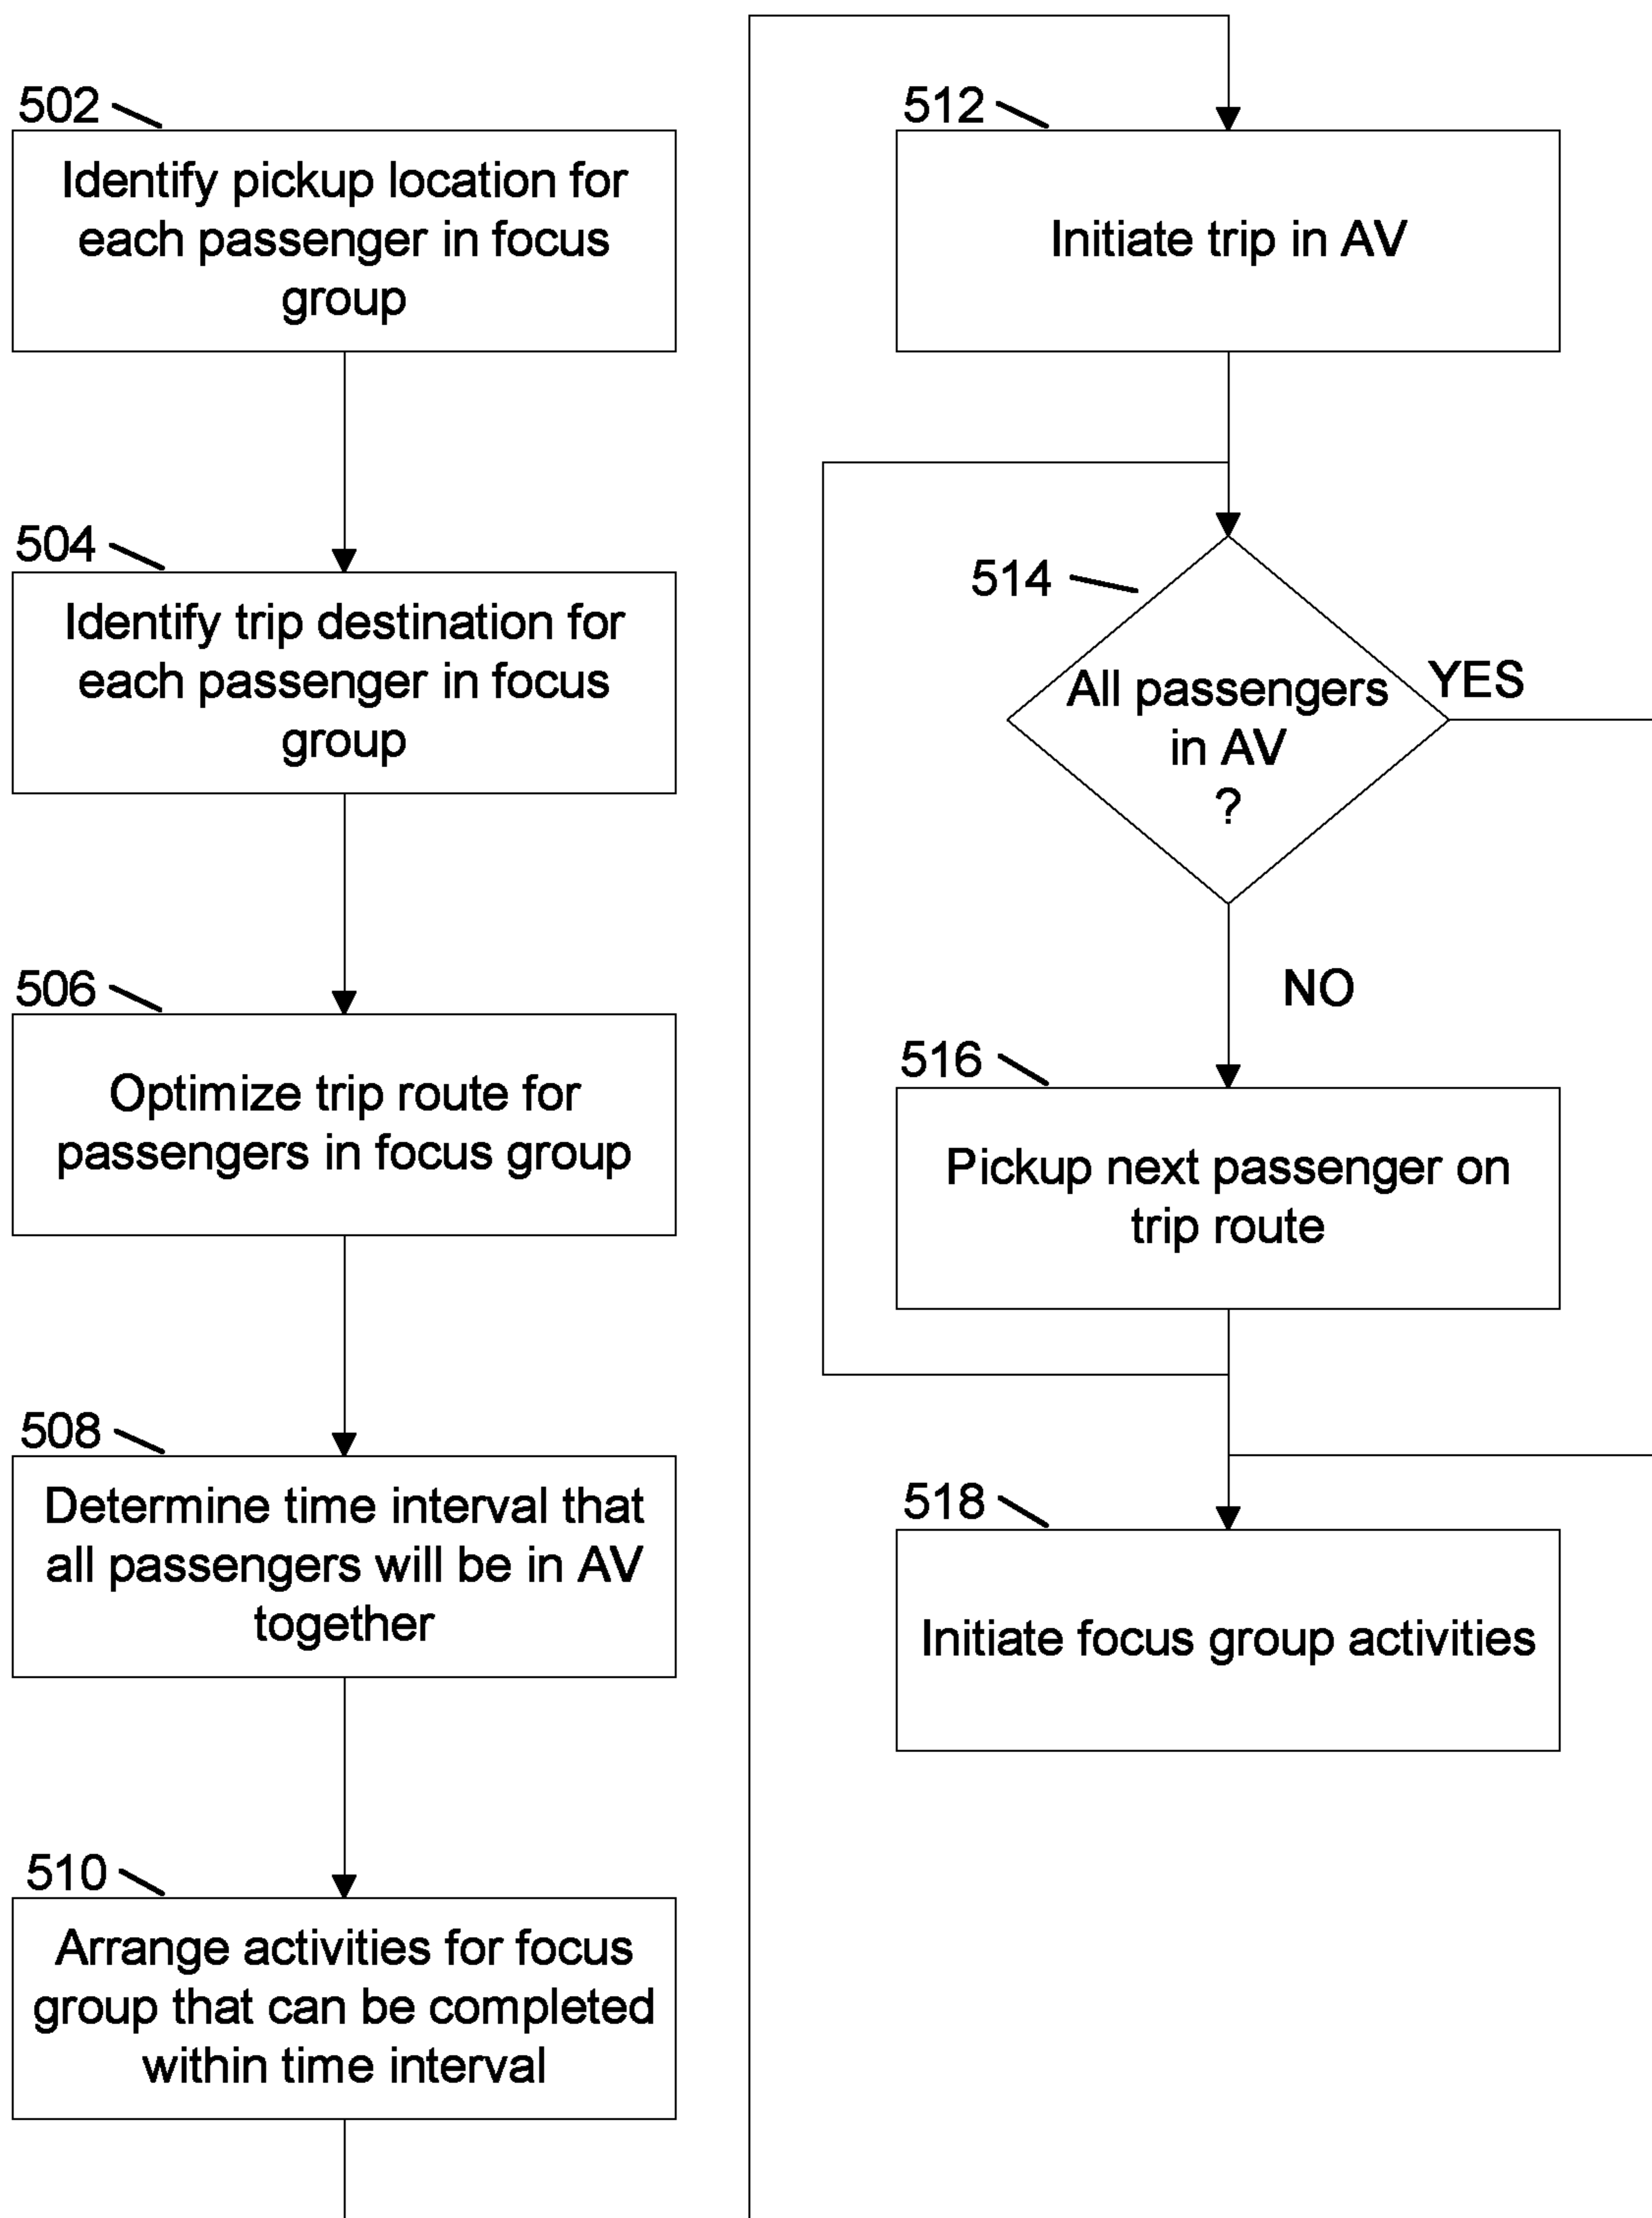 502
Identify pickup location for
each passenger in focus
group
504
Identify trip destination for
each passenger in focus
group
506
Optimize trip route for
passengers in focus group
508
Determine time interval that
all passengers will be in AV
together
510
Arrange activities for focus
group that can be completed
within time interval
512
Initiate trip in AV
514
All passengers
in AV
?
YES
NO
516
Pickup next passenger on
trip route
518
Initiate focus group activities